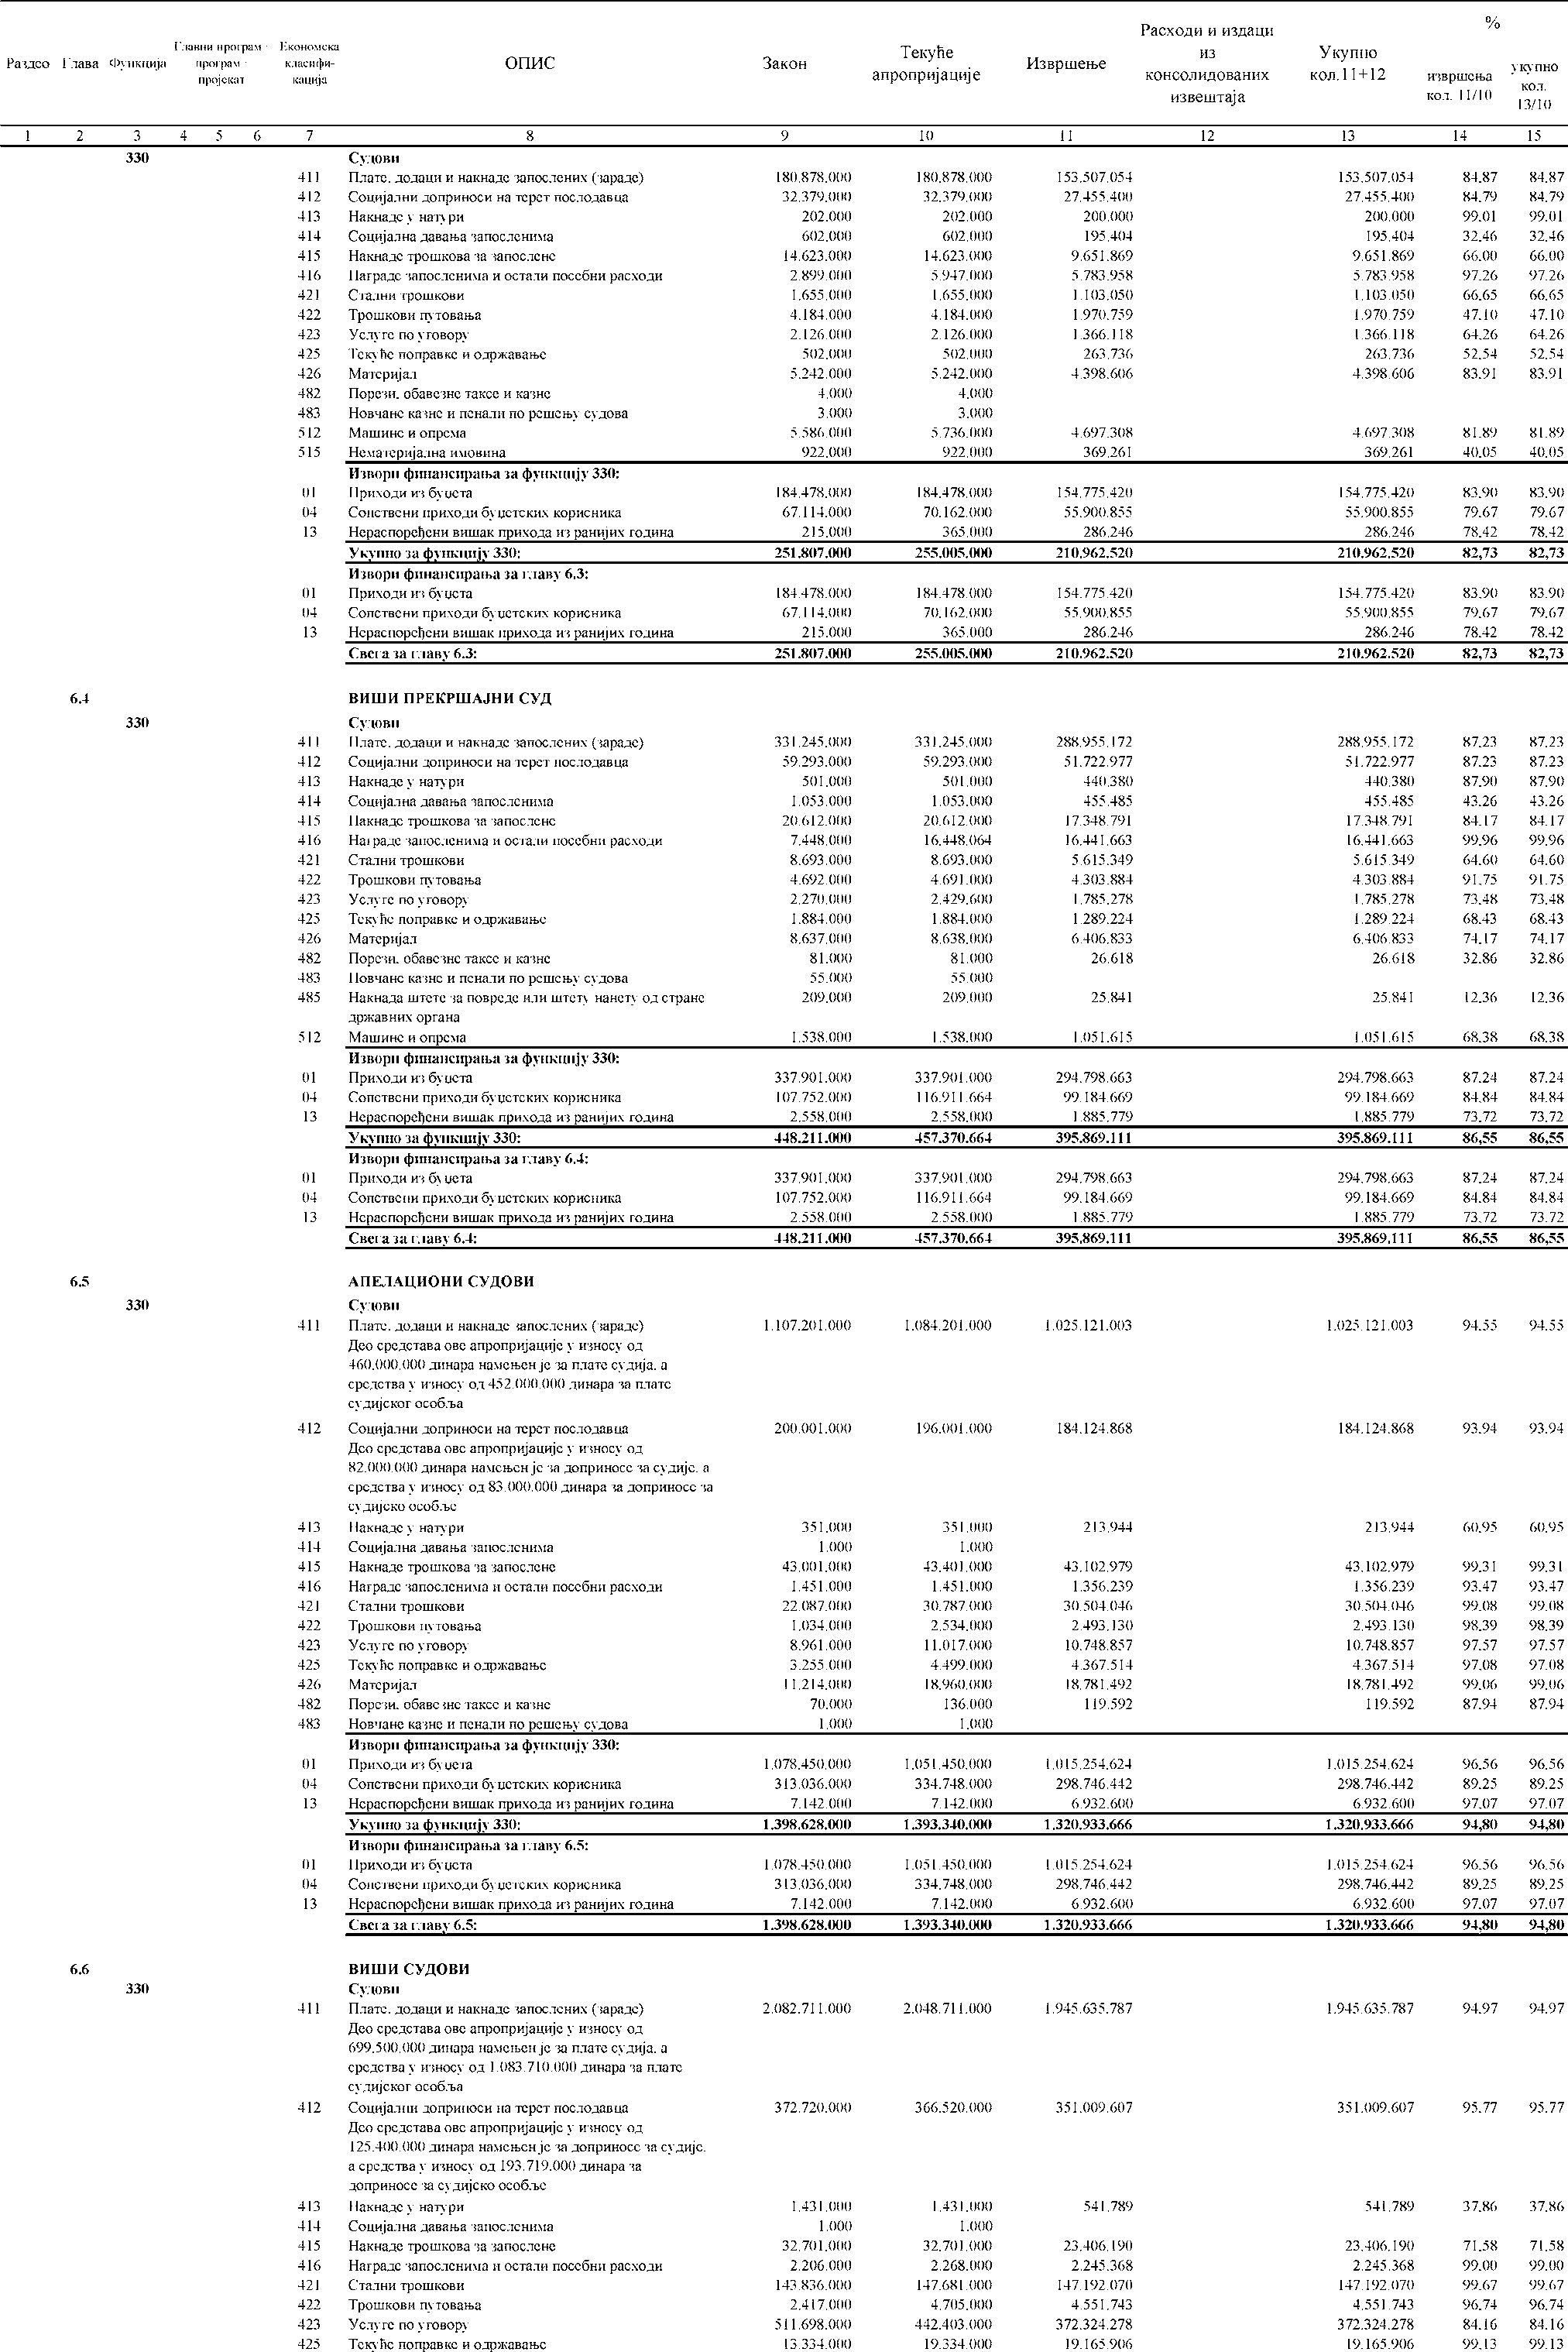 Раздео Глава Функција Главни програм - програм - пројекат Економска класифи-кација ОПИС Закон Текуће апропријације Извршење Расходи и издаци из консолидованих извештаја Укупно кол.11+12 % извршења кол. 11/10 укупно кол. 13/10
1 2 3 4 5 6 7 8 9 10 11 12 13 14 15
330 Судови
411 Плате, додаци и накнаде запослених (зараде) 180.878.000 180.878.000 153.507.054 153.507.054 84,87 84,87
412 Социјални доприноси на терет послодавца 32.379.000 32.379.000 27.455.400 27.455.400 84,79 84,79
413 Накнаде у натури 202.000 202.000 200.000 200.000 99,01 99,01
414 Социјална давања запосленима 602.000 602.000 195.404 195.404 32,46 32,46
415 Накнаде трошкова за запослене 14.623.000 14.623.000 9.651.869 9.651.869 66,00 66,00
416 Награде запосленима и остали посебни расходи 2.899.000 5.947.000 5.783.958 5.783.958 97,26 97,26
421 Стални трошкови 1.655.000 1.655.000 1.103.050 1.103.050 66,65 66,65
422 Трошкови путовања 4.184.000 4.184.000 1.970.759 1.970.759 47,10 47,10
423 Услуге по уговору 2.126.000 2.126.000 1.366.118 1.366.118 64,26 64,26
425 Текуће поправке и одржавање 502.000 502.000 263.736 263.736 52,54 52,54
426 Материјал 5.242.000 5.242.000 4.398.606 4.398.606 83,91 83,91
482 Порези, обавезне таксе и казне 4.000 4.000
483 Новчане казне и пенали по решењу судова 3.000 3.000
512 Машине и опрема 5.586.000 5.736.000 4.697.308 4.697.308 81,89 81,89
515 Нематеријална имовина 922.000 922.000 369.261 369.261 40,05 40,05
Извори финансирања за функцију 330:
01 Приходи из буџета 184.478.000 184.478.000 154.775.420 154.775.420 83,90 83,90
04 Сопствени приходи буџетских корисника 67.114.000 70.162.000 55.900.855 55.900.855 79,67 79,67
13 Нераспоређени вишак прихода из ранијих година 215.000 365.000 286.246 286.246 78,42 78,42
Укупно за функцију 330: 251.807.000 255.005.000 210.962.520 210.962.520 82,73 82,73
Извори финансирања за главу 6.3:
01 Приходи из буџета 184.478.000 184.478.000 154.775.420 154.775.420 83,90 83,90
04 Сопствени приходи буџетских корисника 67.114.000 70.162.000 55.900.855 55.900.855 79,67 79,67
13 Нераспоређени вишак прихода из ранијих година 215.000 365.000 286.246 286.246 78,42 78,42
Свега за главу 6.3: 251.807.000 255.005.000 210.962.520 210.962.520 82,73 82,73
6.4 ВИШИ ПРЕКРШАЈНИ СУД
330 Судови
411 Плате, додаци и накнаде запослених (зараде) 331.245.000 331.245.000 288.955.172 288.955.172 87,23 87,23
412 Социјални доприноси на терет послодавца 59.293.000 59.293.000 51.722.977 51.722.977 87,23 87,23
413 Накнаде у натури 501.000 501.000 440.380 440.380 87,90 87,90
414 Социјална давања запосленима 1.053.000 1.053.000 455.485 455.485 43,26 43,26
415 Накнаде трошкова за запослене 20.612.000 20.612.000 17.348.791 17.348.791 84,17 84,17
416 Награде запосленима и остали посебни расходи 7.448.000 16.448.064 16.441.663 16.441.663 99,96 99,96
421 Стални трошкови 8.693.000 8.693.000 5.615.349 5.615.349 64,60 64,60
422 Трошкови путовања 4.692.000 4.691.000 4.303.884 4.303.884 91,75 91,75
423 Услуге по уговору 2.270.000 2.429.600 1.785.278 1.785.278 73,48 73,48
425 Текуће поправке и одржавање 1.884.000 1.884.000 1.289.224 1.289.224 68,43 68,43
426 Материјал 8.637.000 8.638.000 6.406.833 6.406.833 74,17 74,17
482 Порези, обавезне таксе и казне 81.000 81.000 26.618 26.618 32,86 32,86
483 Новчане казне и пенали по решењу судова 55.000 55.000
485 Накнада штете за повреде или штету нанету од стране 209.000 209.000 25.841 25.841 12,36 12,36
државних органа
512 Машине и опрема 1.538.000 1.538.000 1.051.615 1.051.615 68,38 68,38
Извори финансирања за функцију 330:
01 Приходи из буџета 337.901.000 337.901.000 294.798.663 294.798.663 87,24 87,24
04 Сопствени приходи буџетских корисника 107.752.000 116.911.664 99.184.669 99.184.669 84,84 84,84
13 Нераспоређени вишак прихода из ранијих година 2.558.000 2.558.000 1.885.779 1.885.779 73,72 73,72
Укупно за функцију 330: 448.211.000 457.370.664 395.869.111 395.869.111 86,55 86,55
Извори финансирања за главу 6.4:
01 Приходи из буџета 337.901.000 337.901.000 294.798.663 294.798.663 87,24 87,24
04 Сопствени приходи буџетских корисника 107.752.000 116.911.664 99.184.669 99.184.669 84,84 84,84
13 Нераспоређени вишак прихода из ранијих година 2.558.000 2.558.000 1.885.779 1.885.779 73,72 73,72
Свега за главу 6.4: 448.211.000 457.370.664 395.869.111 395.869.111 86,55 86,55
6.5 АПЕЛАЦИОНИ СУДОВИ
330 Судови
411 Плате, додаци и накнаде запослених (зараде) 1.107.201.000 1.084.201.000 1.025.121.003 1.025.121.003 94,55 94,55
Део средстава ове апропријације у износу од
460.000.000 динара намењен је за плате судија, а
средства у износу од 452.000.000 динара за плате
судијског особља
412 Социјални доприноси на терет послодавца 200.001.000 196.001.000 184.124.868 184.124.868 93,94 93,94
Део средстава ове апропријације у износу од
82.000.000 динара намењен је за доприносе за судије, а
средства у износу од 83.000.000 динара за доприносе за
судијско особље
413 Накнаде у натури 351.000 351.000 213.944 213.944 60,95 60,95
414 Социјална давања запосленима 1.000 1.000
415 Накнаде трошкова за запослене 43.001.000 43.401.000 43.102.979 43.102.979 99,31 99,31
416 Награде запосленима и остали посебни расходи 1.451.000 1.451.000 1.356.239 1.356.239 93,47 93,47
421 Стални трошкови 22.087.000 30.787.000 30.504.046 30.504.046 99,08 99,08
422 Трошкови путовања 1.034.000 2.534.000 2.493.130 2.493.130 98,39 98,39
423 Услуге по уговору 8.961.000 11.017.000 10.748.857 10.748.857 97,57 97,57
425 Текуће поправке и одржавање 3.255.000 4.499.000 4.367.514 4.367.514 97,08 97,08
426 Материјал 11.214.000 18.960.000 18.781.492 18.781.492 99,06 99,06
482 Порези, обавезне таксе и казне 70.000 136.000 119.592 119.592 87,94 87,94
483 Новчане казне и пенали по решењу судова 1.000 1.000
Извори финансирања за функцију 330:
01 Приходи из буџета 1.078.450.000 1.051.450.000 1.015.254.624 1.015.254.624 96,56 96,56
04 Сопствени приходи буџетских корисника 313.036.000 334.748.000 298.746.442 298.746.442 89,25 89,25
13 Нераспоређени вишак прихода из ранијих година 7.142.000 7.142.000 6.932.600 6.932.600 97,07 97,07
Укупно за функцију 330: 1.398.628.000 1.393.340.000 1.320.933.666 1.320.933.666 94,80 94,80
Извори финансирања за главу 6.5:
01 Приходи из буџета 1.078.450.000 1.051.450.000 1.015.254.624 1.015.254.624 96,56 96,56
04 Сопствени приходи буџетских корисника 313.036.000 334.748.000 298.746.442 298.746.442 89,25 89,25
13 Нераспоређени вишак прихода из ранијих година 7.142.000 7.142.000 6.932.600 6.932.600 97,07 97,07
Свега за главу 6.5: 1.398.628.000 1.393.340.000 1.320.933.666 1.320.933.666 94,80 94,80
6.6 ВИШИ СУДОВИ
330 Судови
411 Плате, додаци и накнаде запослених (зараде) 2.082.711.000 2.048.711.000 1.945.635.787 1.945.635.787 94,97 94,97
Део средстава ове апропријације у износу од
699.500.000 динара намењен је за плате судија, а
средства у износу од 1.083.710.000 динара за плате
судијског особља
412 Социјални доприноси на терет послодавца 372.720.000 366.520.000 351.009.607 351.009.607 95,77 95,77
Део средстава ове апропријације у износу од
125.400.000 динара намењен је за доприносе за судије,
а средства у износу од 193.719.000 динара за
доприносе за судијско особље
413 Накнаде у натури 1.431.000 1.431.000 541.789 541.789 37,86 37,86
414 Социјална давања запосленима 1.000 1.000
415 Накнаде трошкова за запослене 32.701.000 32.701.000 23.406.190 23.406.190 71,58 71,58
416 Награде запосленима и остали посебни расходи 2.206.000 2.268.000 2.245.368 2.245.368 99,00 99,00
421 Стални трошкови 143.836.000 147.681.000 147.192.070 147.192.070 99,67 99,67
422 Трошкови путовања 2.417.000 4.705.000 4.551.743 4.551.743 96,74 96,74
423 Услуге по уговору 511.698.000 442.403.000 372.324.278 372.324.278 84,16 84,16
425 Текуће поправке и одржавање 13.334.000 19.334.000 19.165.906 19.165.906 99,13 99,13